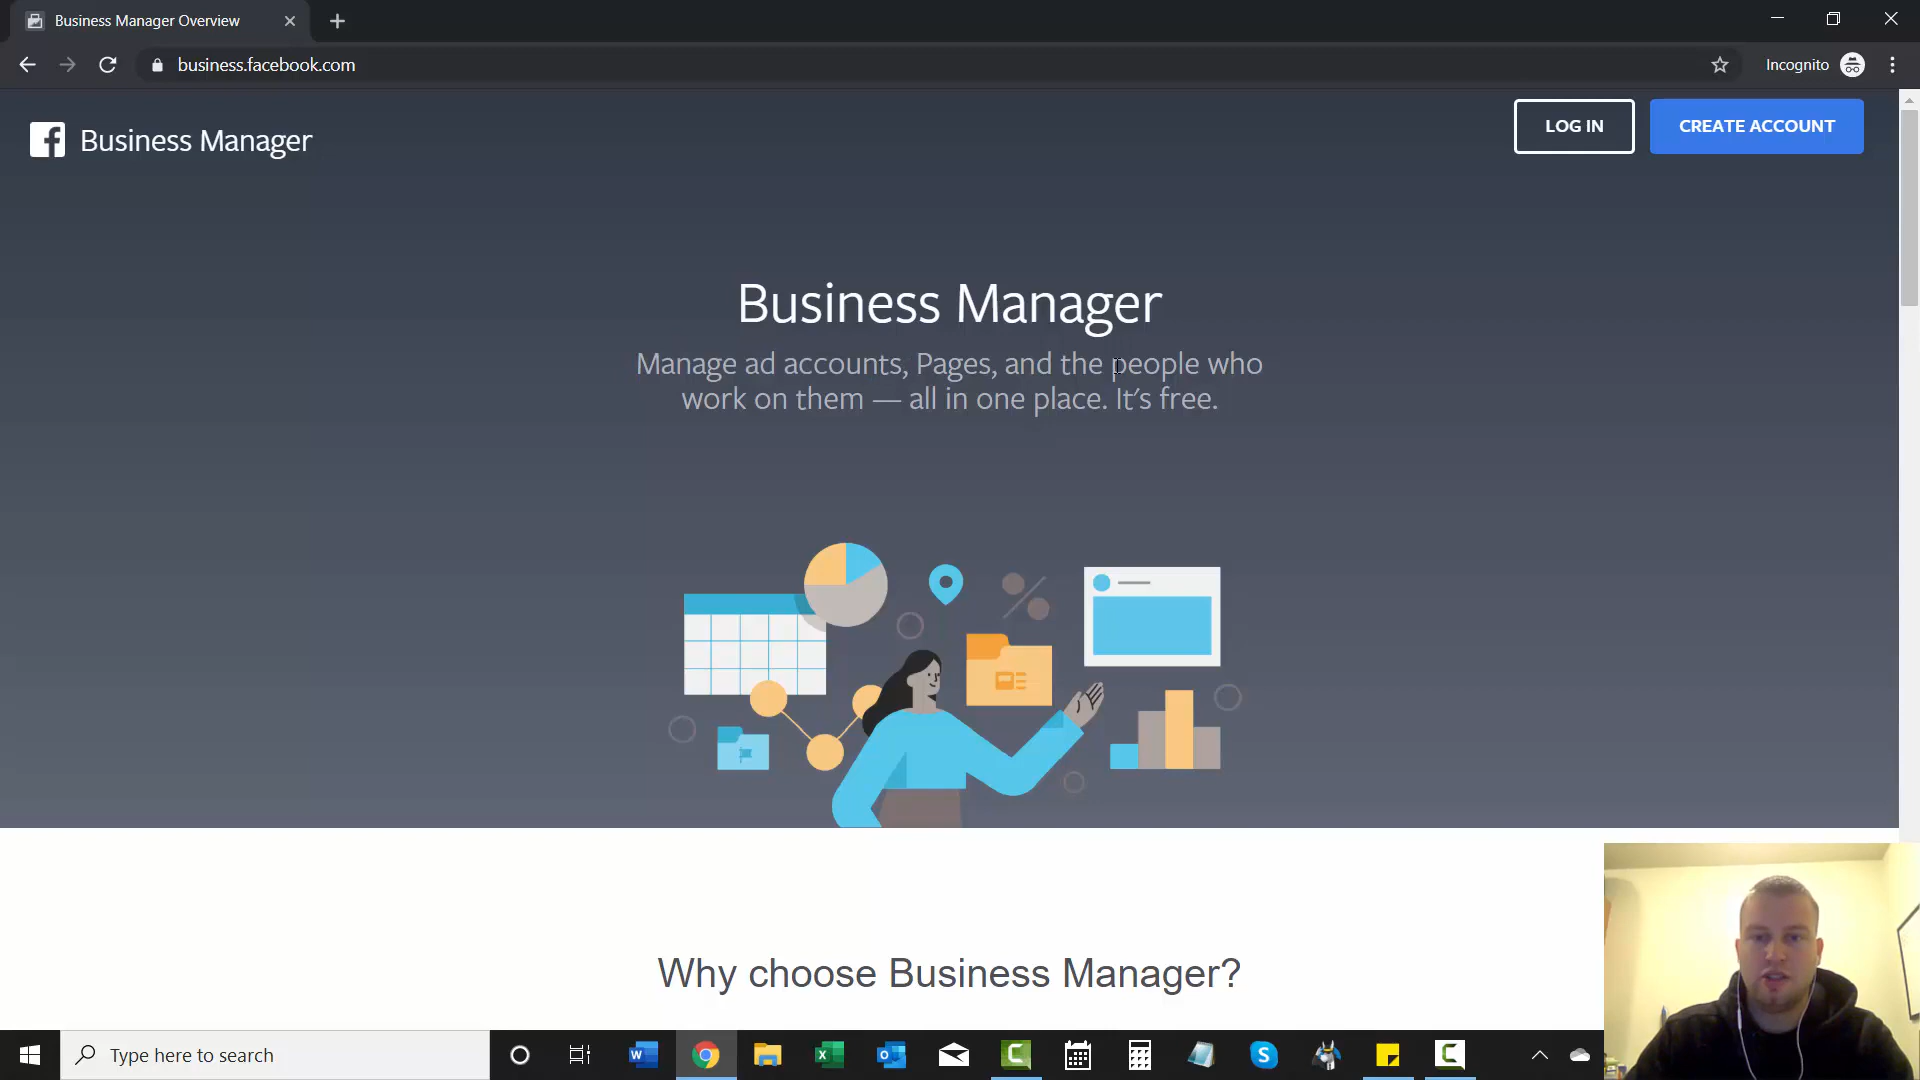 Business Manager Overview
business.facebook.com
Incognito
Business Manager
LOG IN
CREATE ACCOUNT
Business Manager
Manage ad accounts, Pages, and the people who
work on them — all in one place. It's free.
Why choose Business Manager?
Type here to search